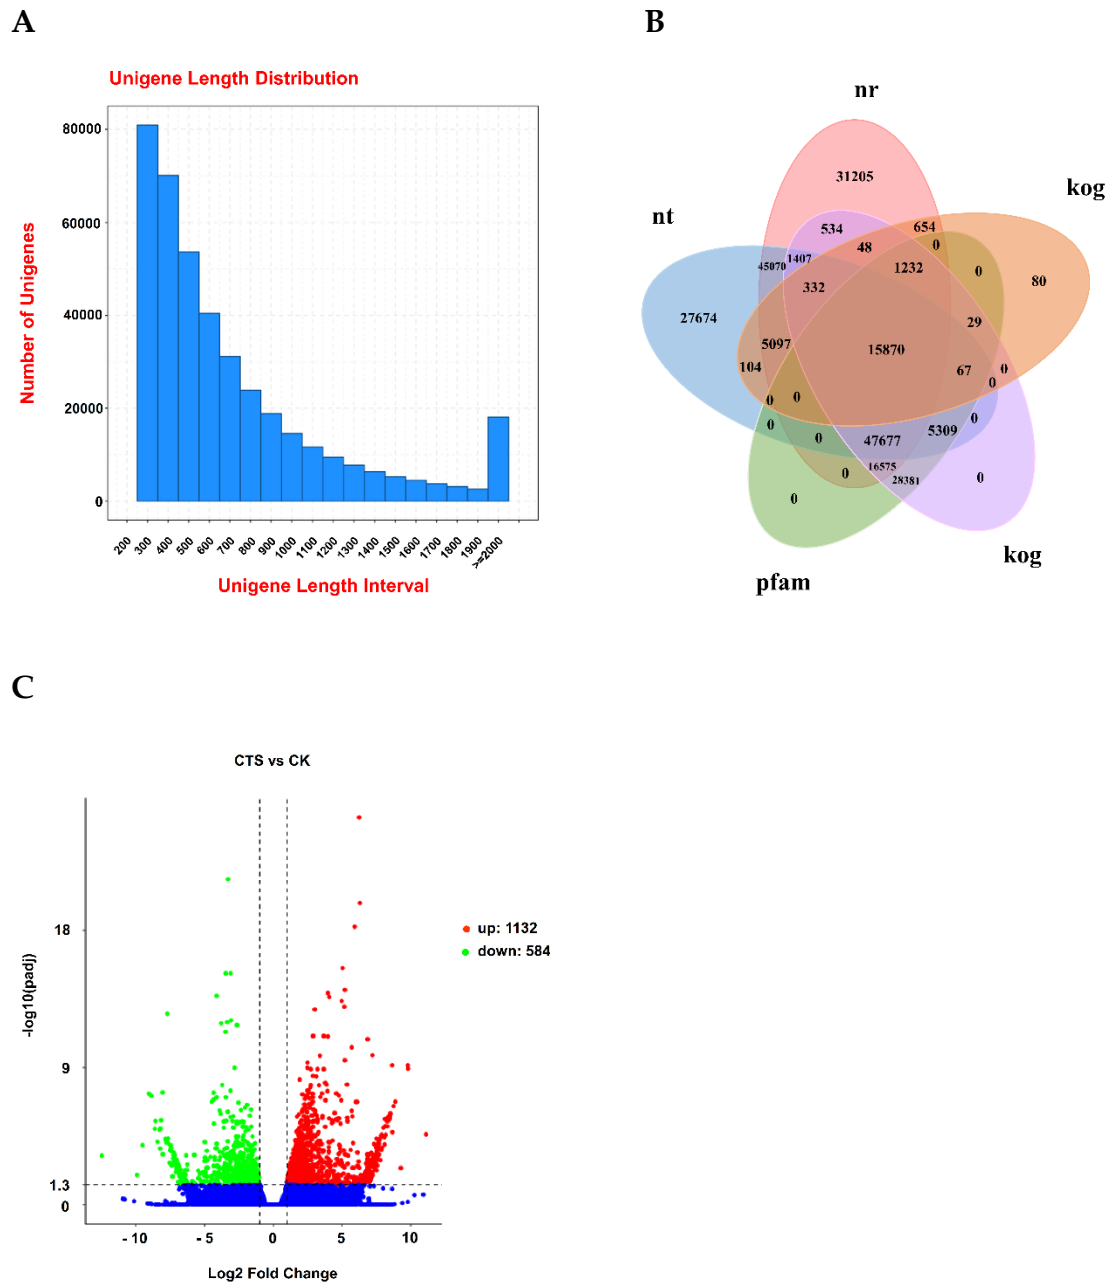 A
B
Unigene Length Distribution
Number of Unigenes
80000
60000
40000
20000
0
200 300 400 500 600 700 800 900 1000 1100 1200 1300 1400 1500 1600 1700 1800 1900 >=2000
Unigene Length Interval
nr
kog
nt
kog
pfam
31205
534
654
48
0
45070
1407
1232
0
80
332
27674
29
5097
15870
104
67
0
0
0
0
0
0
0
47677
5309
16575
0
28381
0
0
C
CTS vs CK
-log10(padj)
18
9
1.3
0
up: 1132
down: 584
- 10 - 5 0 5 10
Log2 Fold Change